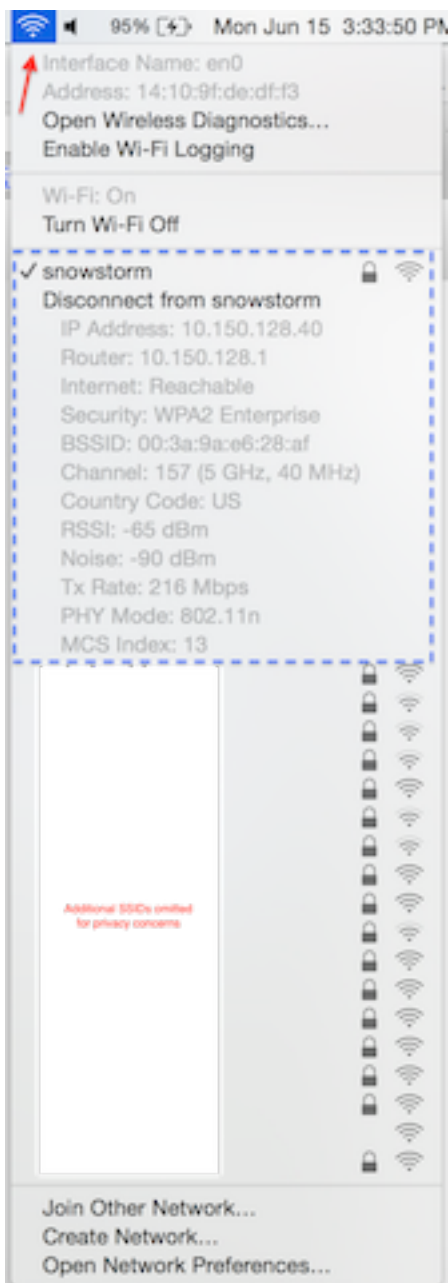 95% Mon Jun 15 3:33:50 PM
Interface Name: en0
Address: 14:10:9f:de:df:f3
Open Wireless Diagnostics...
Enable Wi-Fi Logging
Wi-Fi: On
Turn Wi-Fi Off
✓ snowstorm
Disconnect from snowstorm
IP Address: 10.150.128.40
Router: 10.150.128.1
Internet: Reachable
Security: WPA2 Enterprise
BSSID: 00:3a:9a:e6:28:af
Channel: 157 (5 GHz, 40 MHz)
Country Code: US
RSSI: -65 dBm
Noise: -90 dBm
Tx Rate: 216 Mbps
PHY Mode: 802.11n
MCS Index: 13
Additional SSIDs omitted
for privacy concerns
Join Other Network...
Create Network...
Open Network Preferences...